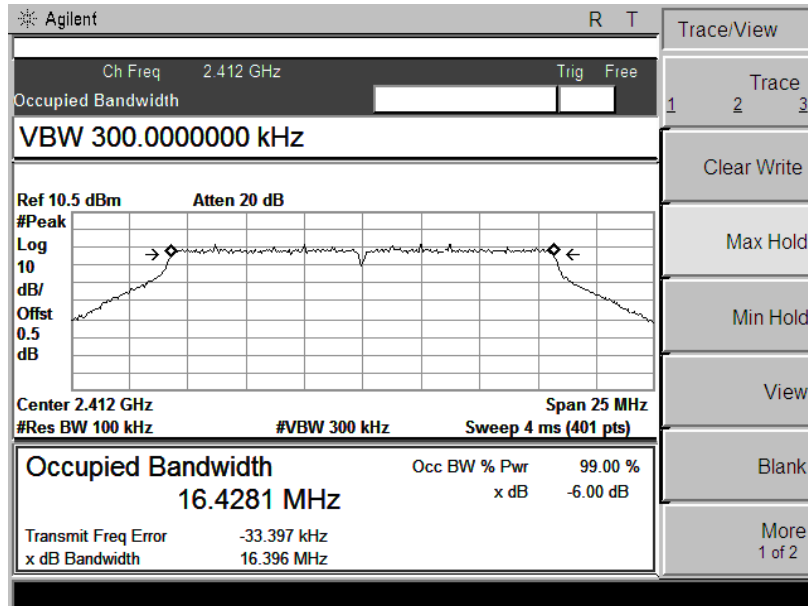 Agilent R T
Ch Freq 2.412 GHz Trig Free
Occupied Bandwidth
VBW 300.0000000 kHz
Ref 10.5 dBm Atten 20 dB
#Peak
Log
10
dB/
Offst
0.5
dB
Center 2.412 GHz Span 25 MHz
#Res BW 100 kHz #VBW 300 kHz Sweep 4 ms (401 pts)
Occupied Bandwidth Occ BW % Pwr 99.00 %
16.4281 MHz x dB -6.00 dB
Transmit Freq Error -33.397 kHz
x dB Bandwidth 16.396 MHz
Trace/View
Trace
1 2 3
Clear Write
Max Hold
Min Hold
View
Blank
More
1 of 2